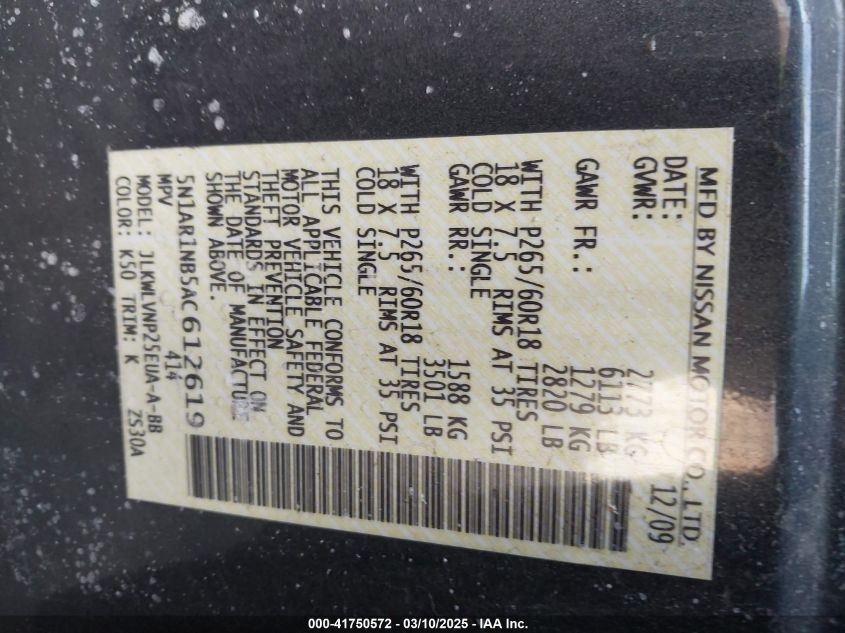 MFD BY NISSAN MOTOR CO., LTD.
DATE: 12/09
GVWR: 2773 KG
6113 LB
GAWR FR.: 1279 KG
2820 LB
WITH P265/60R18 TIRES
18 X 7.5 RIMS AT 35 PSI
COLD SINGLE
GAWR RR.: 1588 KG
3501 LB
WITH P265/60R18 TIRES
18 X 7.5 RIMS AT 35 PSI
COLD SINGLE
THIS VEHICLE CONFORMS TO
ALL APPLICABLE FEDERAL
MOTOR VEHICLE SAFETY AND
THEFT PREVENTION
STANDARDS IN EFFECT ON
THE DATE OF MANUFACTURE
SHOWN ABOVE.
5N1AR1NB5AC612619
MPV 414
MODEL: JLKWLVNP25EUA-A-BB
COLOR: K50 TRIM: K ZS30A
000-41750572 - 03/10/2025 - IAA Inc.